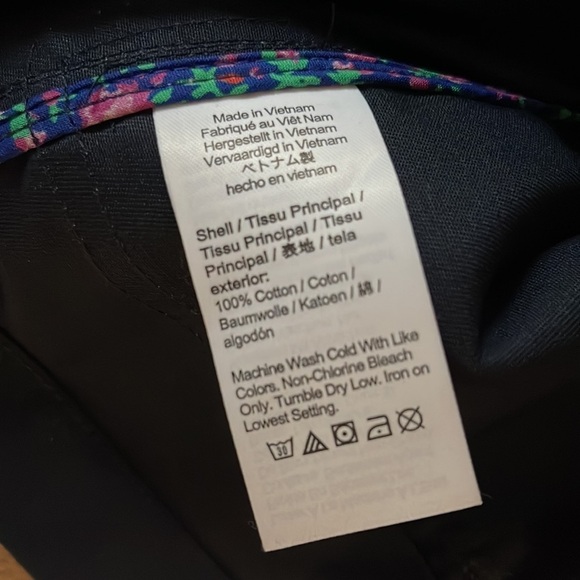 Made in Vietnam
Fabriqué au Viêt Nam
Hergestellt in Vietnam
Vervaardigd in Vietnam
ベトナム製
hecho en vietnam
Shell / Tissu Principal /
Tissu Principal / Tissu
Principal / 表地 / tela
exterior:
100% Cotton / Coton /
Baumwolle / Katoen / 綿 /
algodón
Machine Wash Cold With Like
Colors. Non-Chlorine Bleach
Only. Tumble Dry Low. Iron on
Lowest Setting.
30